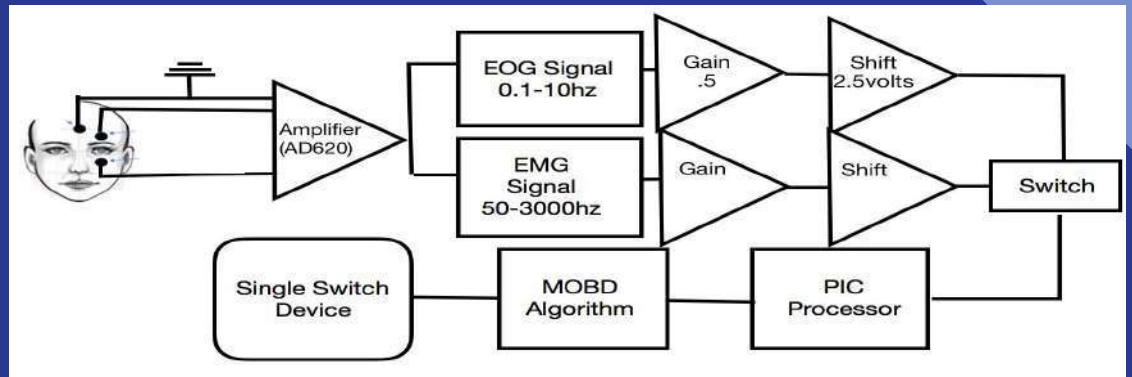 EOG Signal
0.1-10hz
Gain
.5
Shift
2.5volts
Amplifier
(AD620)
EMG
Signal
50-3000hz
Gain
Shift
Switch
Single Switch
Device
MOBD
Algorithm
PIC
Processor